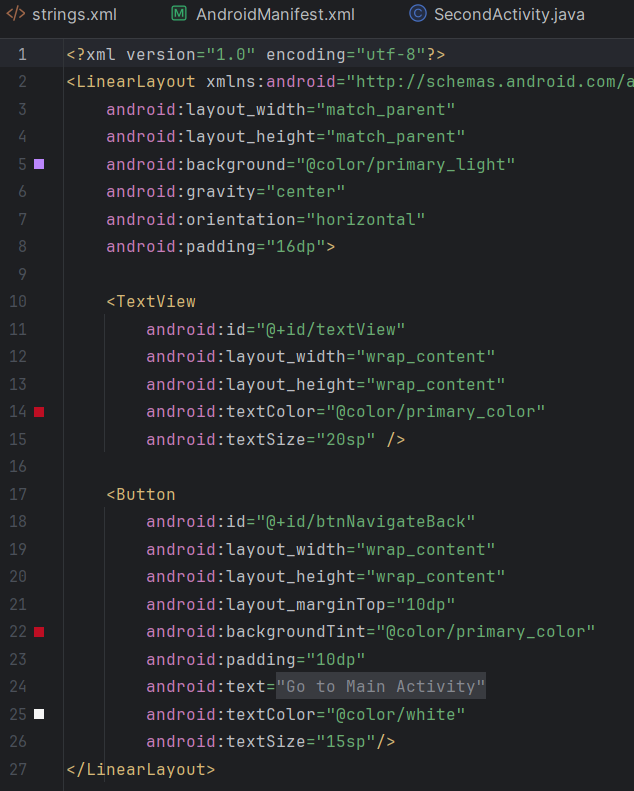 strings.xml AndroidManifest.xml SecondActivity.java
1 <?xml version="1.0" encoding="utf-8"?>
2 <LinearLayout xmlns:android="http://schemas.android.com/a
3 android:layout_width="match_parent"
4 android:layout_height="match_parent"
5 android:background="@color/primary_light"
6 android:gravity="center"
7 android:orientation="horizontal"
8 android:padding="16dp">
9
10 <TextView
11 android:id="@+id/textView"
12 android:layout_width="wrap_content"
13 android:layout_height="wrap_content"
14 android:textColor="@color/primary_color"
15 android:textSize="20sp" />
16
17 <Button
18 android:id="@+id/btnNavigateBack"
19 android:layout_width="wrap_content"
20 android:layout_height="wrap_content"
21 android:layout_marginTop="10dp"
22 android:backgroundTint="@color/primary_color"
23 android:padding="10dp"
24 android:text="Go to Main Activity"
25 android:textColor="@color/white"
26 android:textSize="15sp"/>
27 </LinearLayout>